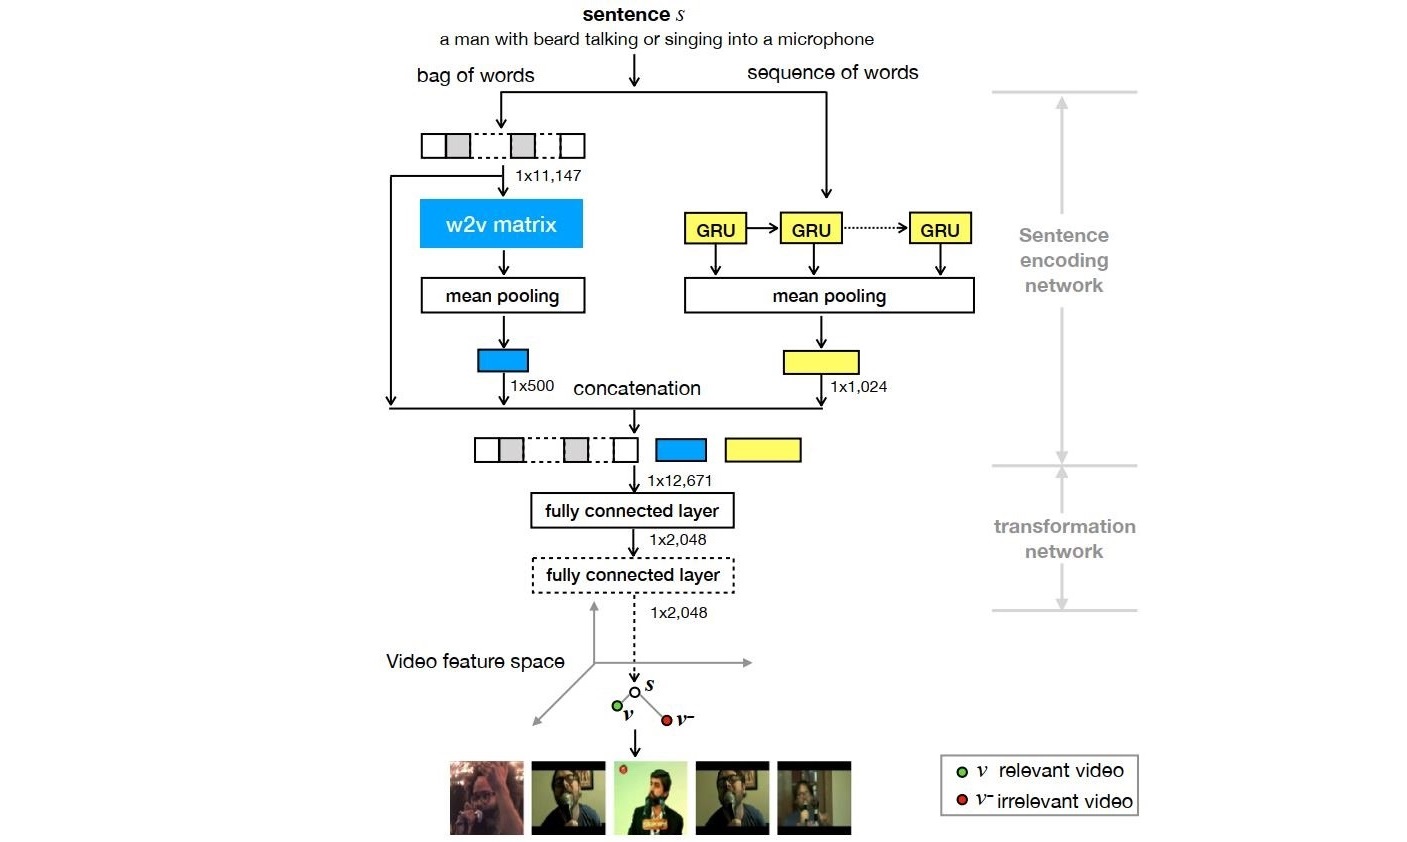 sentence s
a man with beard talking or singing into a microphone
bag of words
sequence of words
1x11,147
w2v matrix
GRU
GRU
GRU
mean pooling
mean pooling
Sentence
encoding
network
1x500
concatenation
1x1,024
1x12,671
fully connected layer
1x2,048
fully connected layer
transformation
network
1x2,048
Video feature space
s
v
v-
v relevant video
v- irrelevant video